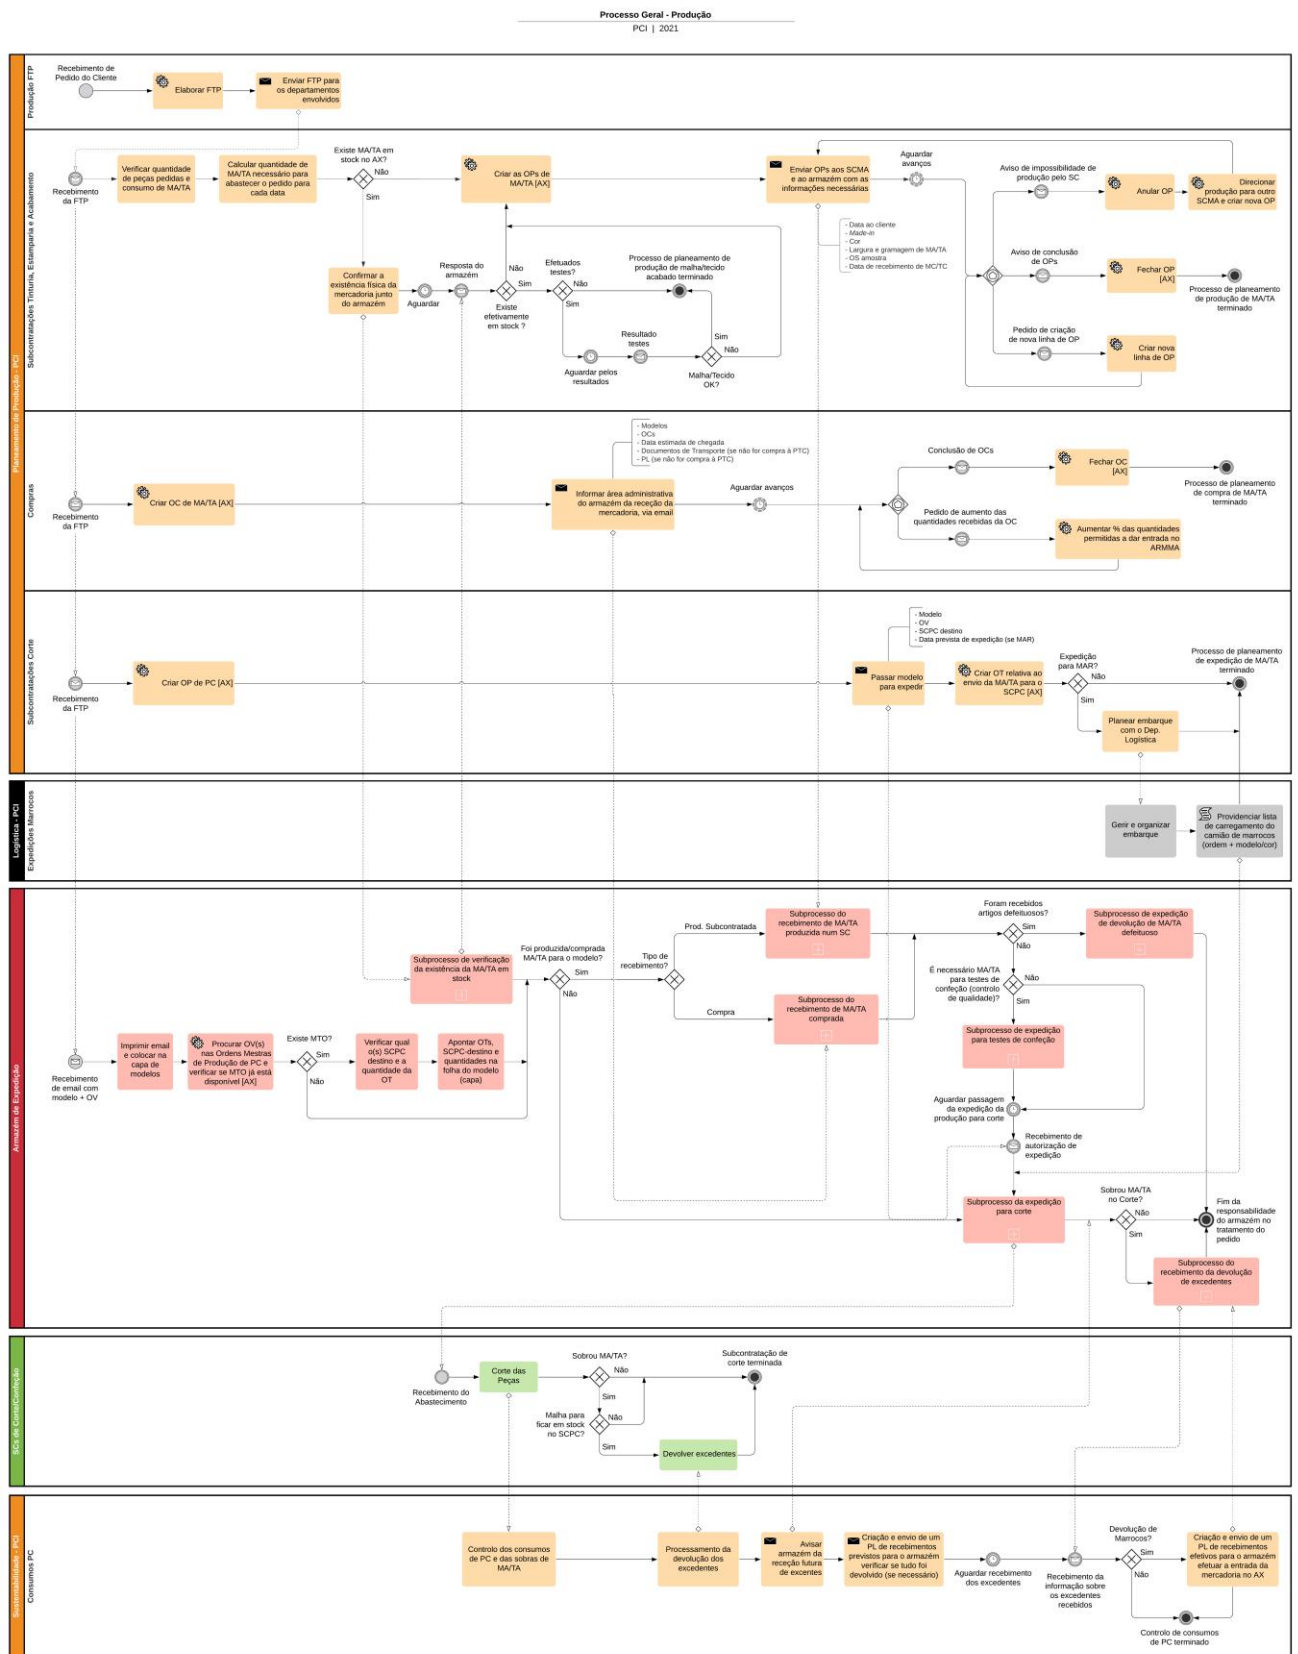 Processo Geral - Produção
PCI | 2021
Planeamento de Produção - PCI
Produção FTP
Recebimento de
Pedido do Cliente
Elaborar FTP
Enviar FTP para
os departamentos
envolvidos
Subcontratações Tinturia, Estamparia e Acabamento
Recebimento
da FTP
Verificar quantidade
de peças pedidas e
consumo de MA/TA
Calcular quantidade de
MA/TA necessário para
abastecer o pedido para
cada data
Existe MA/TA em
stock no AX?
Não
Sim
Criar as OPs de
MA/TA [AX]
Enviar OPs aos SCMA
e ao armazém com as
informações necessárias
Aguardar
avanços
- Data ao cliente
- Made-in
- Cor
- Largura e gramagem de MA/TA
- OS amostra
- Data de recebimento de MC/TC
Aviso de impossibilidade de
produção pelo SC
Anular OP
Direcionar
produção para outro
SCMA e criar nova OP
Aviso de conclusão
de OPs
Fechar OP
[AX]
Processo de planeamento
de produção de MA/TA
terminado
Pedido de criação
de nova linha de OP
Criar nova
linha de OP
Confirmar a
existência física da
mercadoria junto
do armazém
Aguardar
Resposta do
armazém
Não
Sim
Existe
efetivamente
em stock ?
Efetuados
testes?
Não
Sim
Processo de planeamento de
produção de malha/tecido
acabado terminado
Aguardar pelos
resultados
Resultado
testes
Sim
Não
Malha/Tecido
OK?
Compras
Recebimento
da FTP
Criar OC de MA/TA [AX]
- Modelos
- OCs
- Data estimada de chegada
- Documentos de Transporte (se não for compra à PTC)
- PL (se não for compra à PTC)
Informar área administrativa
do armazém da receção da
mercadoria, via email
Aguardar avanços
Conclusão de OCs
Fechar OC
[AX]
Processo de planeamento
de compra de MA/TA
terminado
Pedido de aumento das
quantidades recebidas da OC
Aumentar % das quantidades
permitidas a dar entrada no
ARMMA
Subcontratações Corte
Recebimento
da FTP
Criar OP de PC [AX]
- Modelo
- OV
- SCPC destino
- Data prevista de expedição (se MAR)
Passar modelo
para expedir
Criar OT relativa ao
envio da MA/TA para o
SCPC [AX]
Expedição
para MAR?
Não
Sim
Processo de planeamento
de expedição de MA/TA
terminado
Planear embarque
com o Dep.
Logística
Logística - PCI
Expedições Marrocos
Gerir e organizar
embarque
Providenciar lista
de carregamento do
camião de marrocos
(ordem + modelo/cor)
Armazém de Expedição
Recebimento
de email com
modelo + OV
Imprimir email
e colocar na
capa de
modelos
Procurar OV(s)
nas Ordens Mestras
de Produção de PC e
verificar se MTO já está
disponível [AX]
Existe MTO?
Sim
Não
Verificar qual
o(s) SCPC
destino e a
quantidade da
OT
Apontar OTs,
SCPC-destino e
quantidades na
folha do modelo
(capa)
Subprocesso de verificação
da existência da MA/TA em
stock
Foi produzida/comprada
MA/TA para o modelo?
Sim
Não
Tipo de
recebimento?
Prod. Subcontratada
Compra
Subprocesso do
recebimento de MA/TA
produzida num SC
Subprocesso do
recebimento de MA/TA
comprada
Foram recebidos
artigos defeituosos?
Sim
Não
Subprocesso de expedição
de devolução de MA/TA
defeituoso
É necessário MA/TA
para testes de
confeção (controlo
de qualidade)?
Não
Sim
Subprocesso de expedição
para testes de confeção
Aguardar passagem
da expedição da
produção para corte
Recebimento de
autorização de
expedição
Subprocesso da expedição
para corte
Sobrou MA/TA
no Corte?
Não
Sim
Fim da
responsabilidade
do armazém no
tratamento do
pedido
Subprocesso do
recebimento da devolução
de excedentes
SCs de Corte/Confeção
Recebimento do
Abastecimento
Corte das
Peças
Sobrou MA/TA?
Não
Sim
Malha para
ficar em stock
no SCPC?
Não
Sim
Devolver excedentes
Subcontratação de
corte terminada
Sustentabilidade - PCI
Consumos PC
Controlo dos consumos
de PC e das sobras de
MA/TA
Processamento da
devolução dos
excedentes
Avisar
armazém da
receção futura
de excentes
Criação e envio de um
PL de recebimentos
previstos para o armazém
verificar se tudo foi
devolvido (se necessário)
Aguardar recebimento
dos excedentes
Recebimento da
informação sobre
os excedentes
recebidos
Devolução de
Marrocos?
Sim
Não
Criação e envio de um
PL de recebimentos
efetivos para o armazém
efetuar a entrada da
mercadoria no AX
Controlo de consumos
de PC terminado